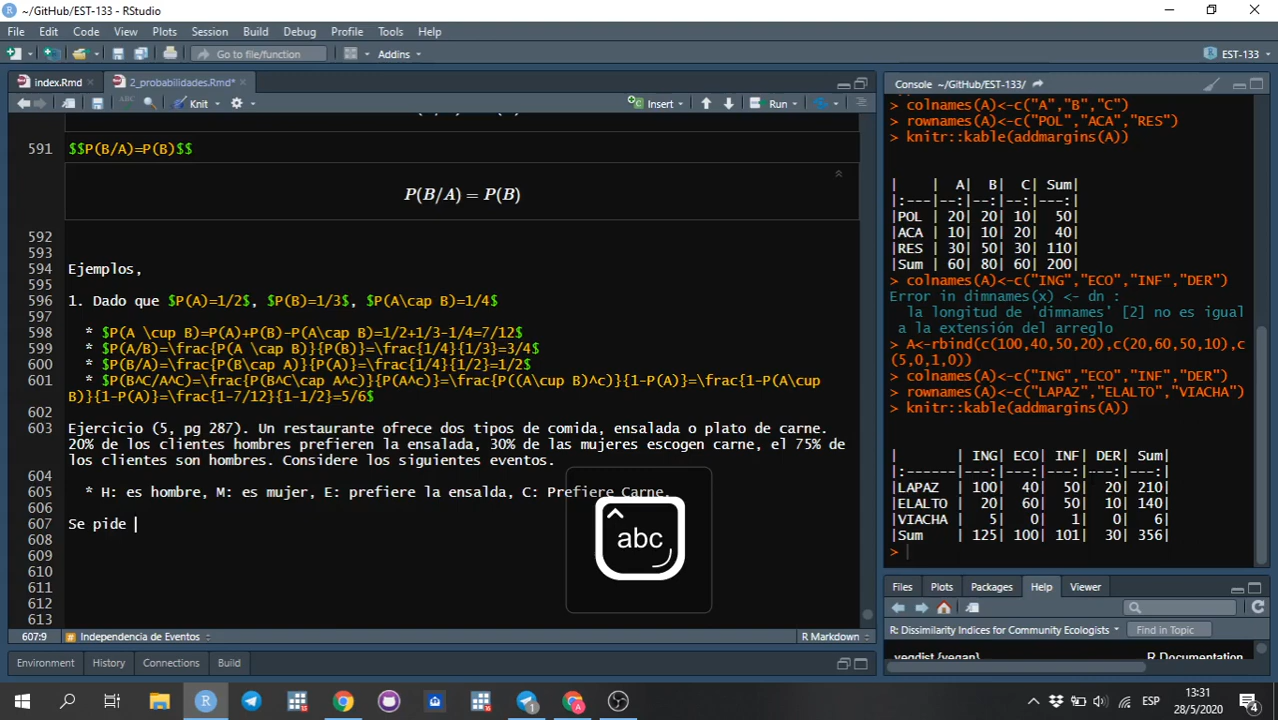 ~/GitHub/EST-133 - RStudio
File Edit Code View Plots Session Build Debug Profile Tools Help
Go to file/function Addins EST-133
index.Rmd 2_probabilidades.Rmd*
ABC Knit Insert Run
591 $$P(B/A)=P(B)$$
P(B/A) = P(B)
592
593
594 Ejemplos,
595
596 1. Dado que $P(A)=1/2$, $P(B)=1/3$, $P(A\cap B)=1/4$
597
598 * $P(A \cup B)=P(A)+P(B)-P(A\cap B)=1/2+1/3-1/4=7/12$
599 * $P(A/B)=\frac{P(A \cap B)}{P(B)}=\frac{1/4}{1/3}=3/4$
600 * $P(B/A)=\frac{P(B\cap A)}{P(A)}=\frac{1/4}{1/2}=1/2$
601 * $P(B^C/A^C)=\frac{P(B^C\cap A^c)}{P(A^c)}=\frac{P((A\cup B)^c)}{1-P(A)}=\frac{1-P(A\cup
B)}{1-P(A)}=\frac{1-7/12}{1-1/2}=5/6$
602
603 Ejercicio (5, pg 287). Un restaurante ofrece dos tipos de comida, ensalada o plato de carne.
20% de los clientes hombres prefieren la ensalada, 30% de las mujeres escogen carne, el 75% de
los clientes son hombres. Considere los siguientes eventos.
604
605 * H: es hombre, M: es mujer, E: prefiere la ensalda, C: Prefiere Carne.
606
607 Se pide
608
609
610
611
612
613
abc
607:9 Independencia de Eventos R Markdown
Environment History Connections Build
Console ~/GitHub/EST-133/
> colnames(A)<-c("A","B","C")
> rownames(A)<-c("POL","ACA","RES")
> knitr::kable(addmargins(A))
| | A| B| C| Sum|
|:---|--:|--:|--:|---:|
|POL | 20| 20| 10| 50|
|ACA | 10| 10| 20| 40|
|RES | 30| 50| 30| 110|
|Sum | 60| 80| 60| 200|
> colnames(A)<-c("ING","ECO","INF","DER")
Error in dimnames(x) <- dn :
la longitud de 'dimnames' [2] no es igual
a la extensión del arreglo
> A<-rbind(c(100,40,50,20),c(20,60,50,10),c
(5,0,1,0))
> colnames(A)<-c("ING","ECO","INF","DER")
> rownames(A)<-c("LAPAZ","ELALTO","VIACHA")
> knitr::kable(addmargins(A))
| | ING| ECO| INF| DER| Sum|
|:------|---:|---:|---:|---:|---:|
|LAPAZ | 100| 40| 50| 20| 210|
|ELALTO | 20| 60| 50| 10| 140|
|VIACHA | 5| 0| 1| 0| 6|
|Sum | 125| 100| 101| 30| 356|
>
Files Plots Packages Help Viewer
R: Dissimilarity Indices for Community Ecologists Find in Topic
vegdist {vegan} R Documentation
ESP 13:31
28/5/2020
4